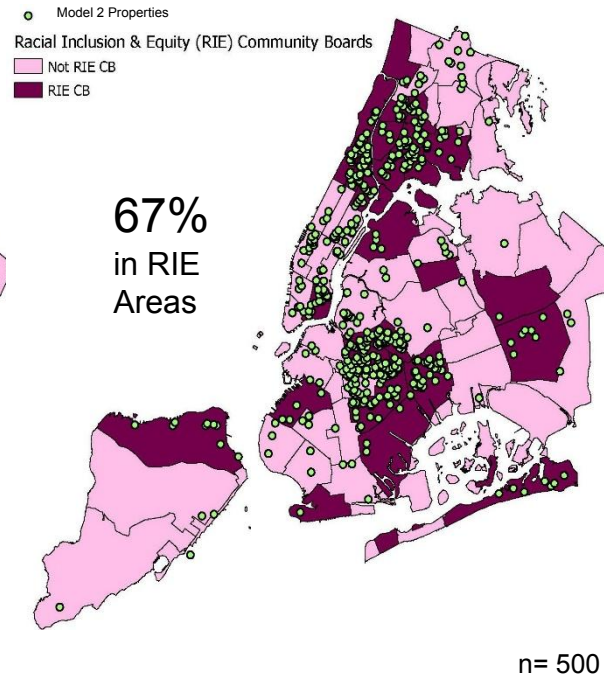 Model 2 Properties
Racial Inclusion & Equity (RIE) Community Boards
Not RIE CB
RIE CB
67%
in RIE
Areas
n= 500